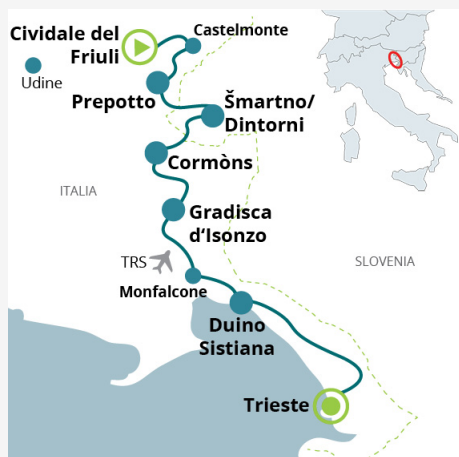 Cividale del
Friuli
Castelmonte
Udine
Prepotto
Šmartno/
Dintorni
Cormòns
ITALIA
Gradisca
d‘Isonzo
TRS
SLOVENIA
Monfalcone
Duino
Sistiana
Trieste